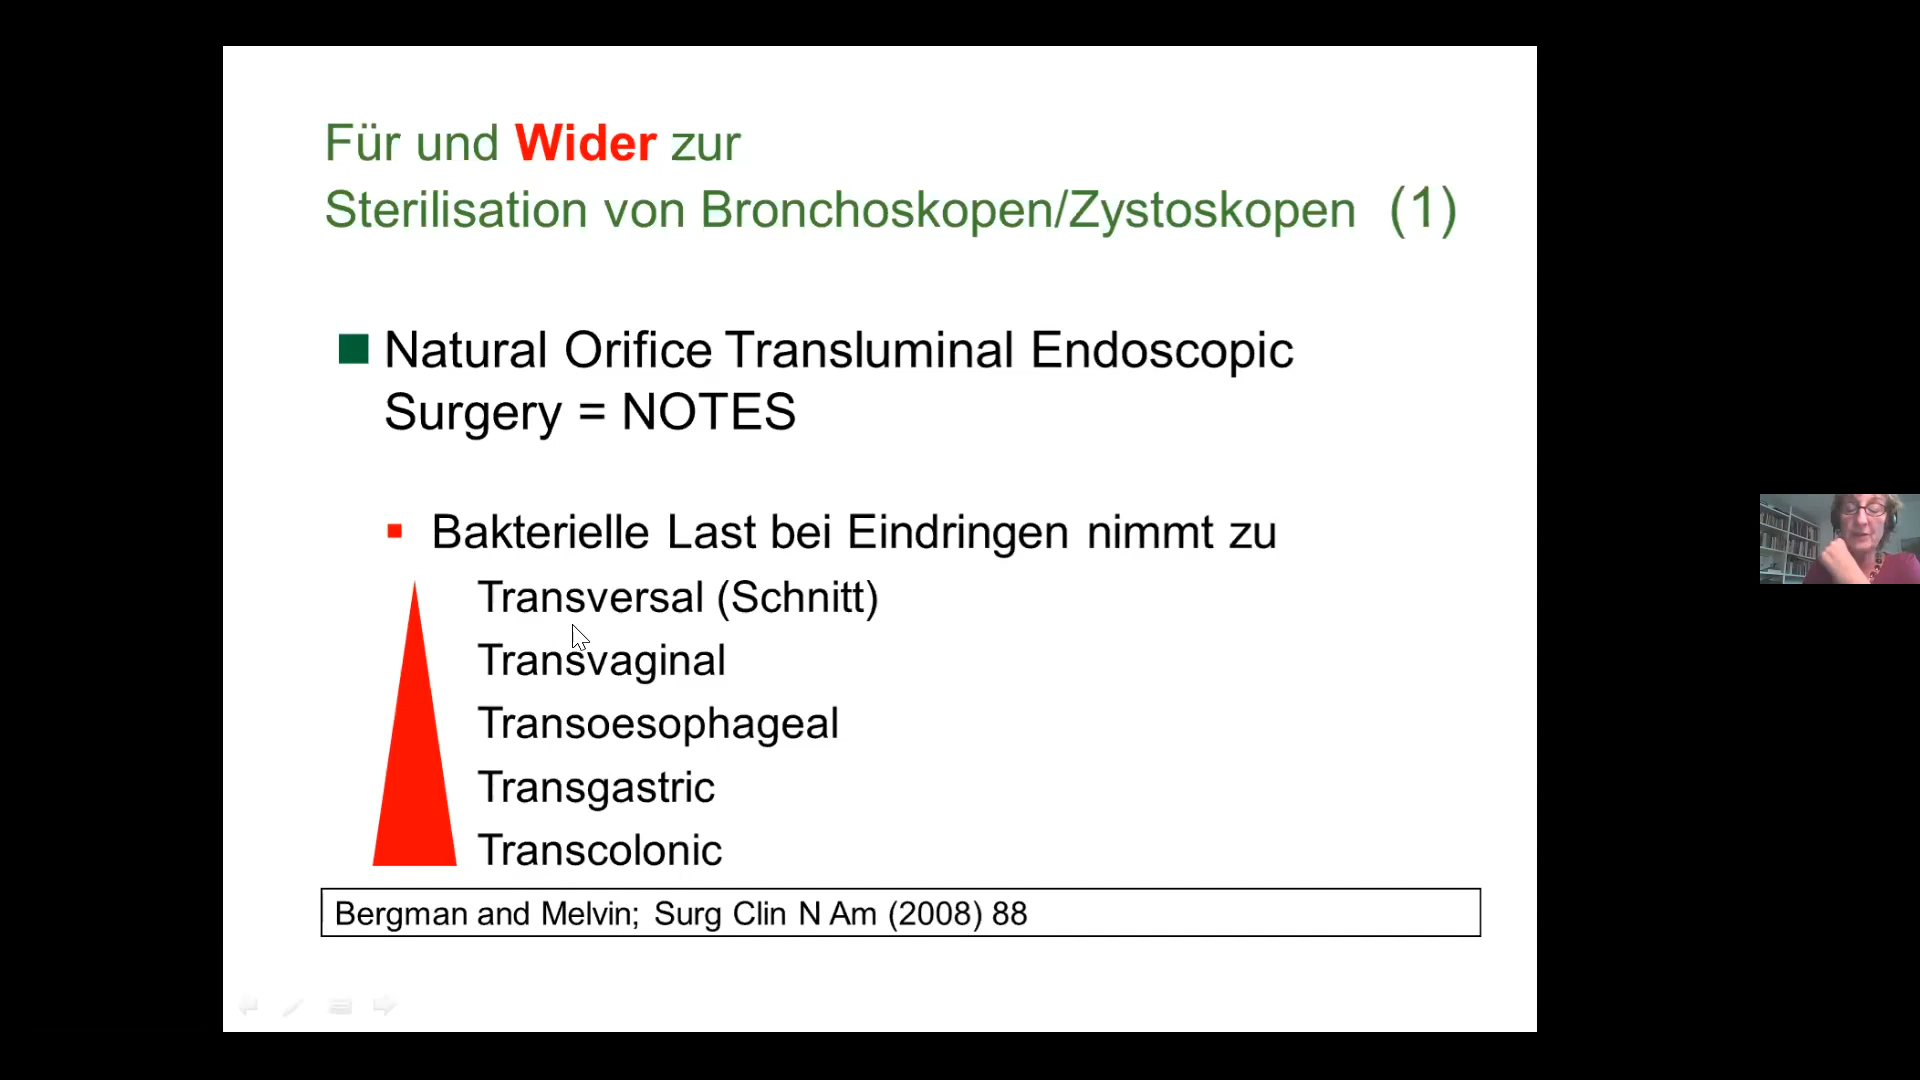 Für und Wider zur
Sterilisation von Bronchoskopen/Zystoskopen (1)
Natural Orifice Transluminal Endoscopic
Surgery = NOTES
Bakterielle Last bei Eindringen nimmt zu
Transversal (Schnitt)
Transvaginal
Transoesophageal
Transgastric
Transcolonic
Bergman and Melvin; Surg Clin N Am (2008) 88